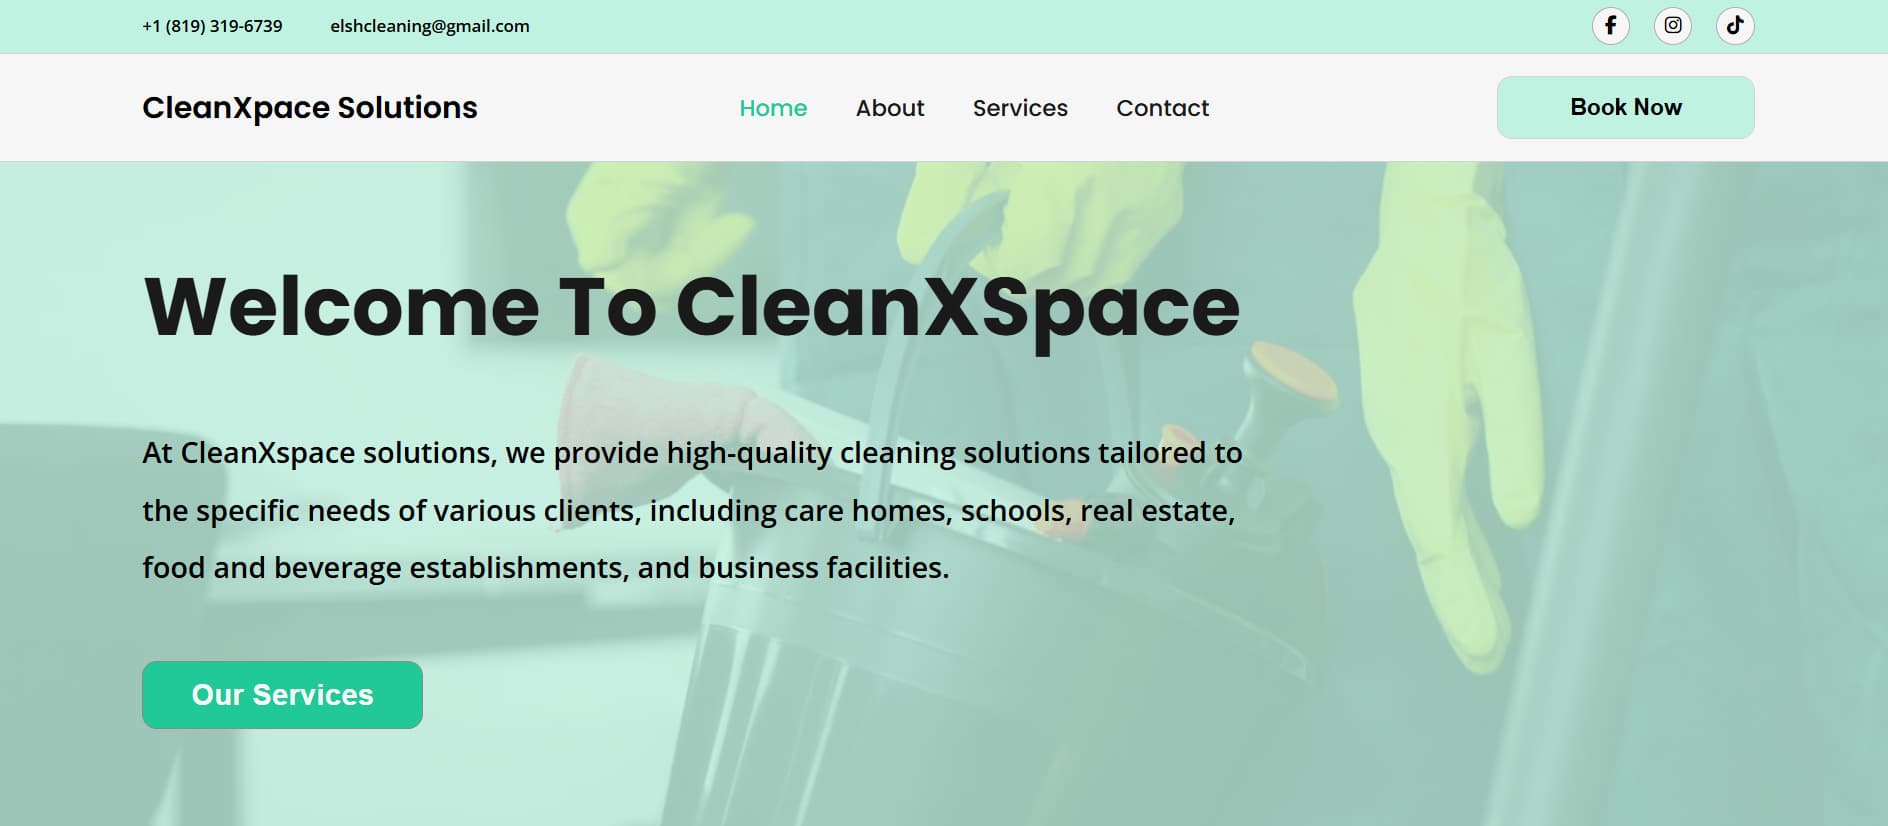 +1 (819) 319-6739 elshcleaning@gmail.com
CleanXpace Solutions Home About Services Contact Book Now
Welcome To CleanXSpace
At CleanXspace solutions, we provide high-quality cleaning solutions tailored to
the specific needs of various clients, including care homes, schools, real estate,
food and beverage establishments, and business facilities.
Our Services